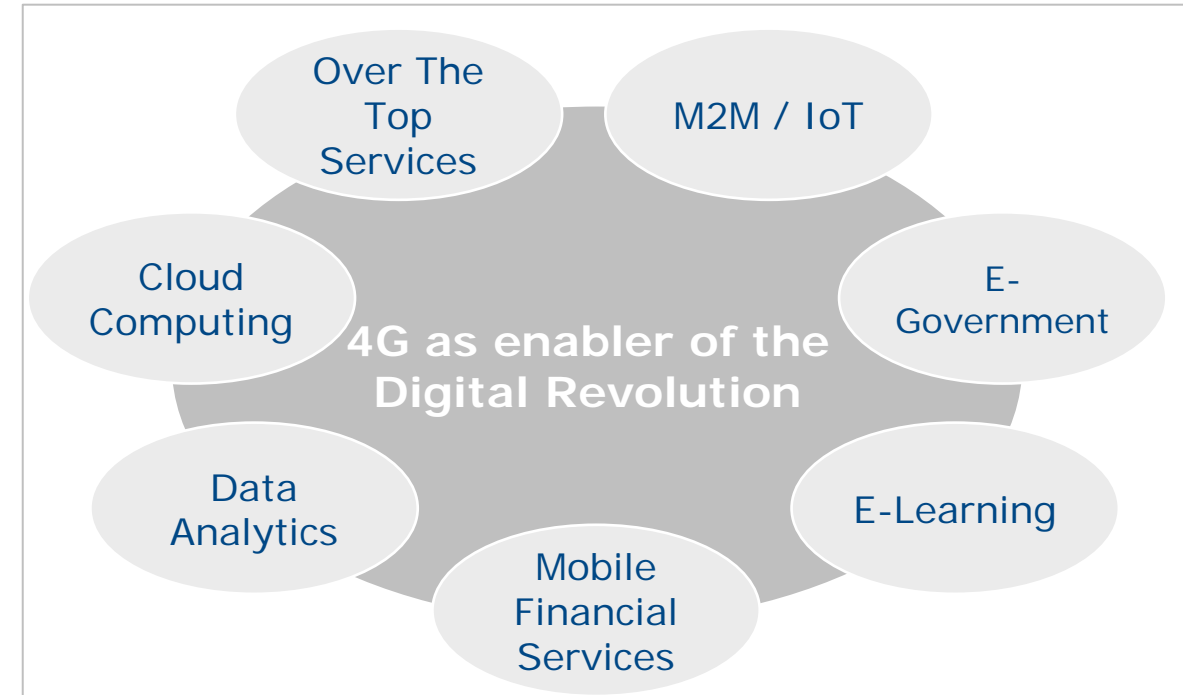 Over The
Top
Services
M2M / IoT
Cloud
Computing
E-
Government
4G as enabler of the
Digital Revolution
Data
Analytics
E-Learning
Mobile
Financial
Services